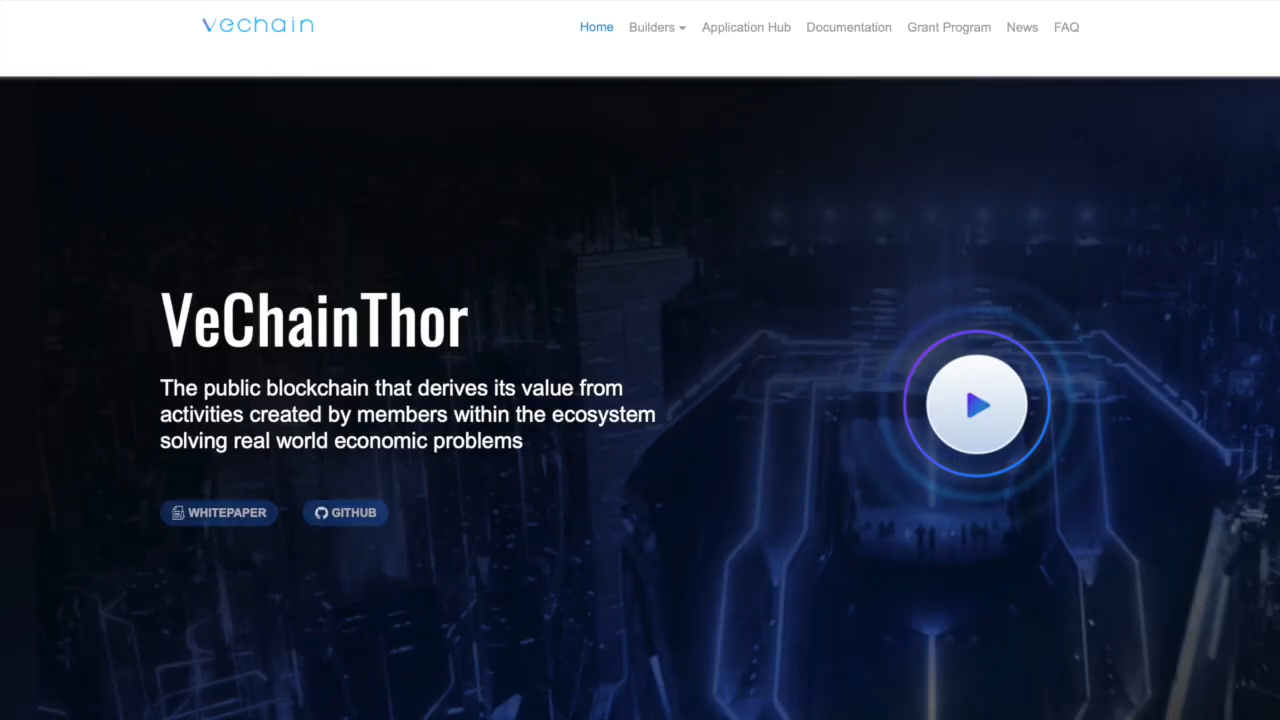 vechain
Home Builders Application Hub Documentation Grant Program News FAQ
VeChainThor
The public blockchain that derives its value from
activities created by members within the ecosystem
solving real world economic problems
WHITEPAPER GITHUB